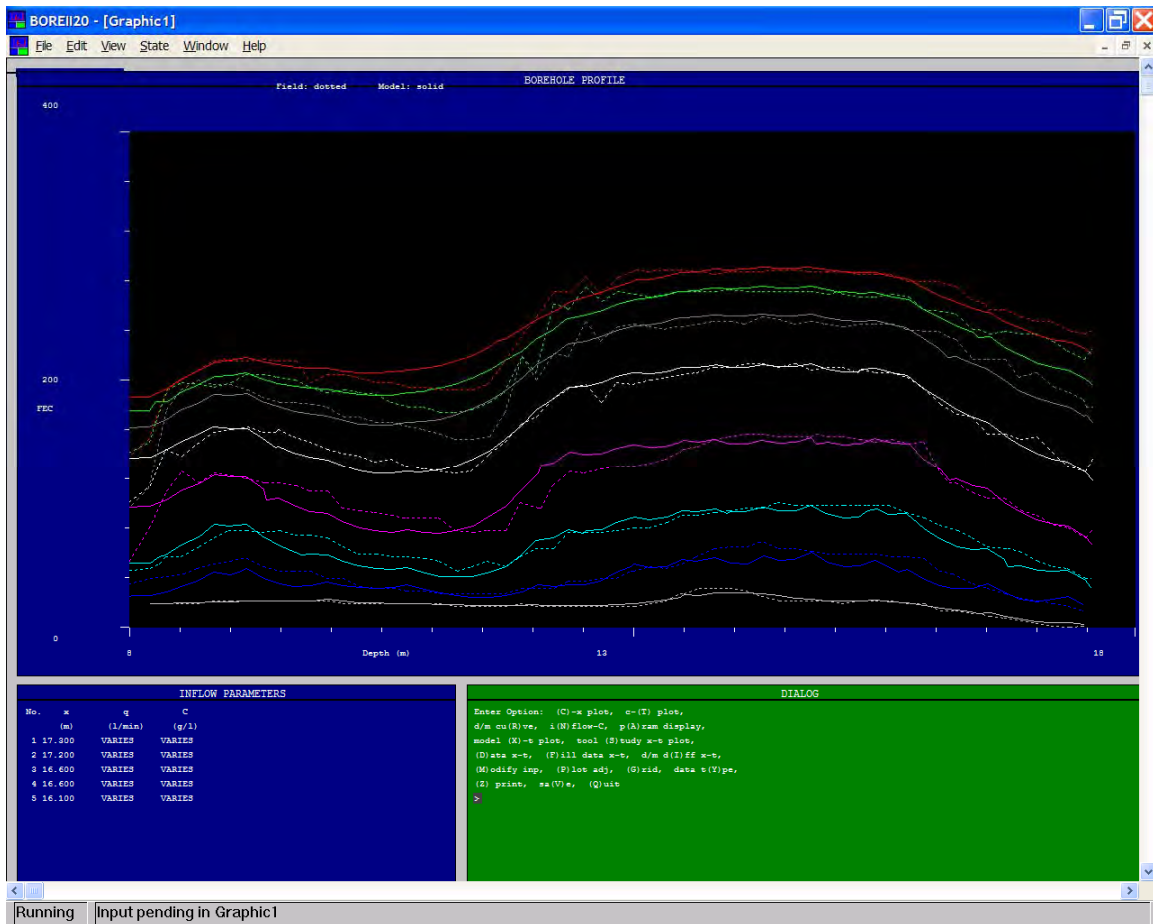 BOREII20 - [Graphic1]
File Edit View State Window Help
BOREHOLE PROFILE
Field: dotted Model: solid
400
200
FEC
0
8 Depth (m) 13 18
INFLOW PARAMETERS
No. x q C
(m) (l/min) (g/l)
1 17.300 VARIES VARIES
2 17.200 VARIES VARIES
3 16.600 VARIES VARIES
4 16.600 VARIES VARIES
5 16.100 VARIES VARIES
DIALOG
Enter Option: (C)-x plot, c-(T) plot,
d/m cu(R)ve, i(N)flow-C, p(A)ram display,
model (X)-t plot, tool (S)tudy x-t plot,
(D)ata x-t, (F)ill data x-t, d/m d(I)ff x-t,
(M)odify inp, (P)lot adj, (G)rid, data t(Y)pe,
(Z) print, sa(V)e, (Q)uit
>
Running Input pending in Graphic1